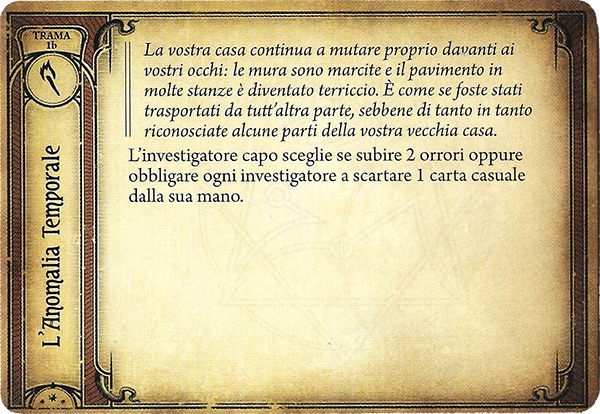 TRAMA
1b
L'Anomalia Temporale
La vostra casa continua a mutare proprio davanti ai
vostri occhi: le mura sono marcite e il pavimento in
molte stanze è diventato terriccio. È come se foste stati
trasportati da tutt'altra parte, sebbene di tanto in tanto
riconosciate alcune parti della vostra vecchia casa.
L'investigatore capo sceglie se subire 2 orrori oppure
obbligare ogni investigatore a scartare 1 carta casuale
dalla sua mano.